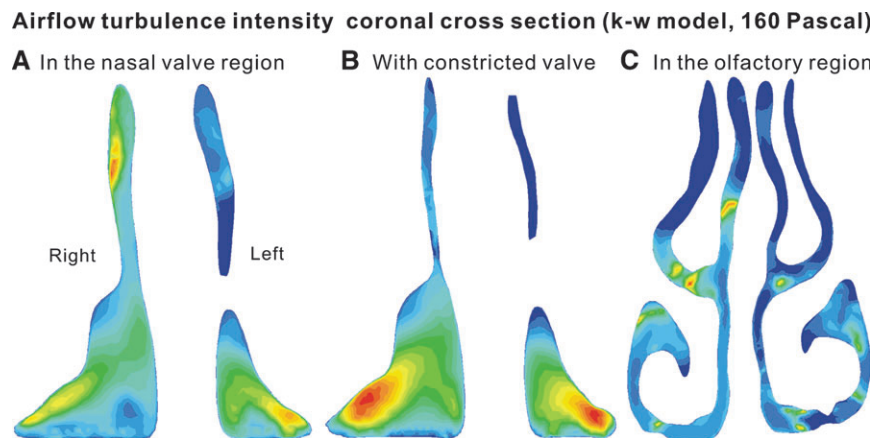 Airflow turbulence intensity coronal cross section (k-w model, 160 Pascal)
A In the nasal valve region B With constricted valve C In the olfactory region
Right Left